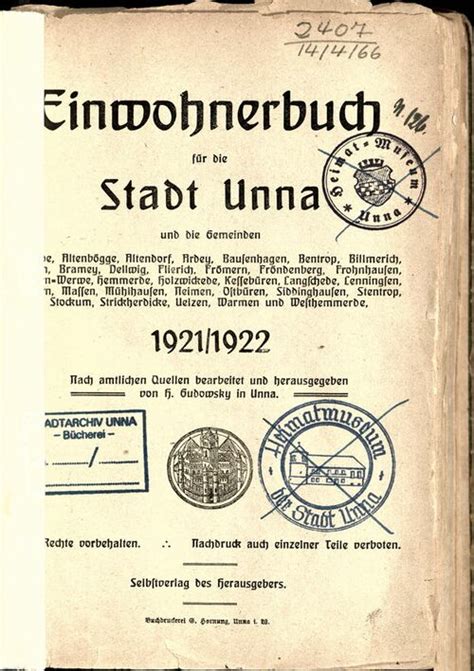 2407
14/4/66
Einwohnerbuch
für die
Stadt Unna
Heimat-Museum
* Unna *
und die Gemeinden
Altenbögge, Altendorf, Ardey, Bausenhagen, Bentrop, Billmerich,
Bramey, Dellwig, Flierich, Frömern, Fröndenberg, Frohnhausen,
n-Werwe, Hemmerde, Holzwickede, Kessebüren, Langschede, Lenningsen,
Massen, Mühlhausen, Neimen, Ostbüren, Siddinghausen, Stentrop,
Stockum, Strickherdicke, Uelzen, Warmen und Westhemmerde,
1921/1922
Nach amtlichen Quellen bearbeitet und herausgegeben
von H. Gudowsky in Unna.
ADTARCHIV UNNA
- Bücherei -
/
Heimatmuseum
der Stadt Unna
Rechte vorbehalten. ∴ Nachdruck auch einzelner Teile verboten.
Selbstverlag des Herausgebers.
Buchdruckerei G. Hornung, Unna i. W.